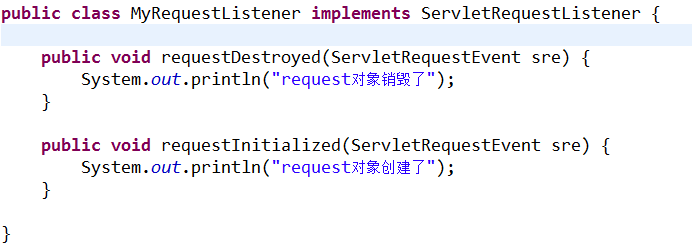 public class MyRequestListener implements ServletRequestListener {
public void requestDestroyed(ServletRequestEvent sre) {
System.out.println("request对象销毁了");
}
public void requestInitialized(ServletRequestEvent sre) {
System.out.println("request对象创建了");
}
}